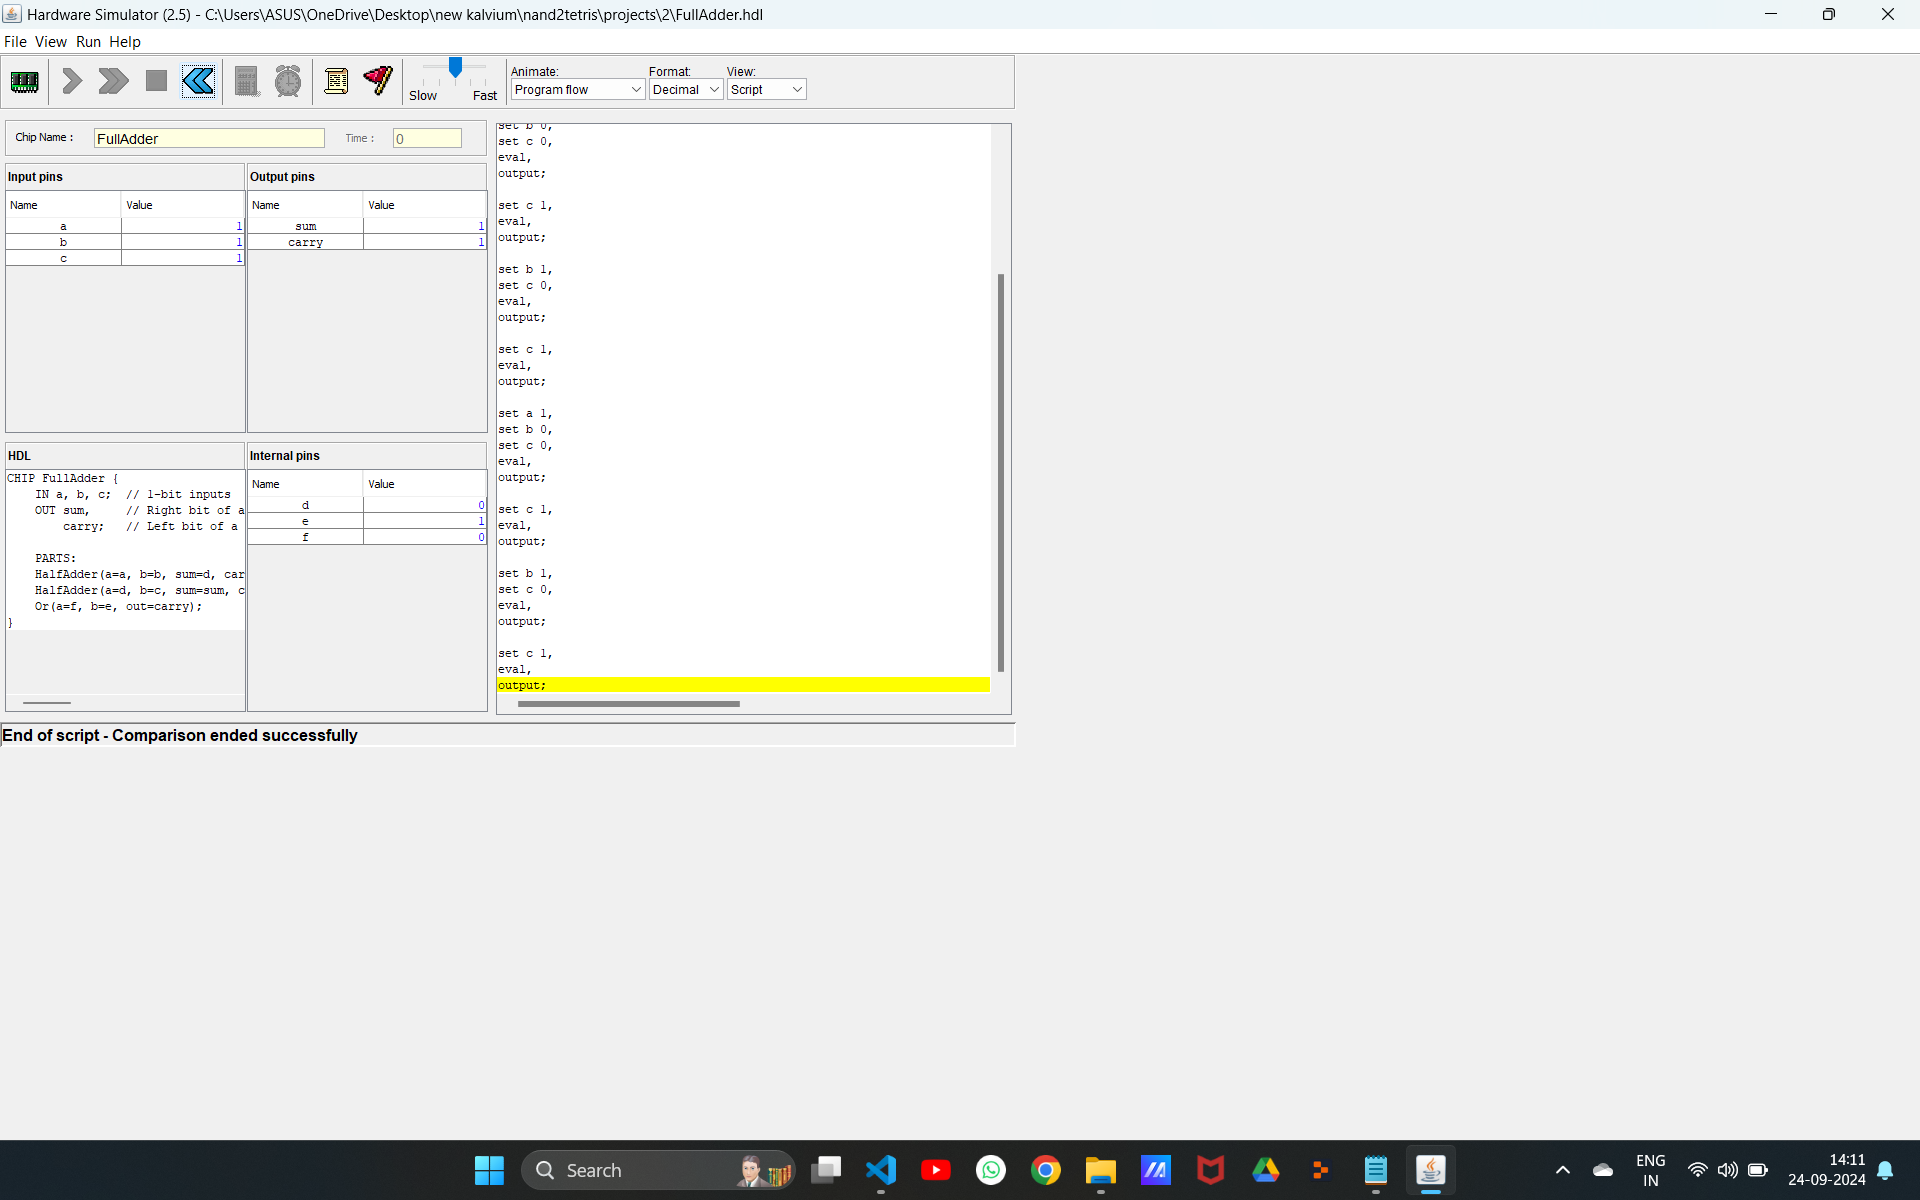 Hardware Simulator (2.5) - C:\Users\ASUS\OneDrive\Desktop\new kalvium\nand2tetris\projects\2\FullAdder.hdl
File View Run Help
Slow Fast
Animate: Format: View:
Program flow Decimal Script
Chip Name : FullAdder Time : 0
Input pins
Name Value
a 1
b 1
c 1
Output pins
Name Value
sum 1
carry 1
HDL
CHIP FullAdder {
IN a, b, c; // 1-bit inputs
OUT sum, // Right bit of a
carry; // Left bit of a
PARTS:
HalfAdder(a=a, b=b, sum=d, car
HalfAdder(a=d, b=c, sum=sum, c
Or(a=f, b=e, out=carry);
}
Internal pins
Name Value
d 0
e 1
f 0
set b 0,
set c 0,
eval,
output;
set c 1,
eval,
output;
set b 1,
set c 0,
eval,
output;
set c 1,
eval,
output;
set a 1,
set b 0,
set c 0,
eval,
output;
set c 1,
eval,
output;
set b 1,
set c 0,
eval,
output;
set c 1,
eval,
output;
End of script - Comparison ended successfully
Search
ENG
IN
14:11
24-09-2024